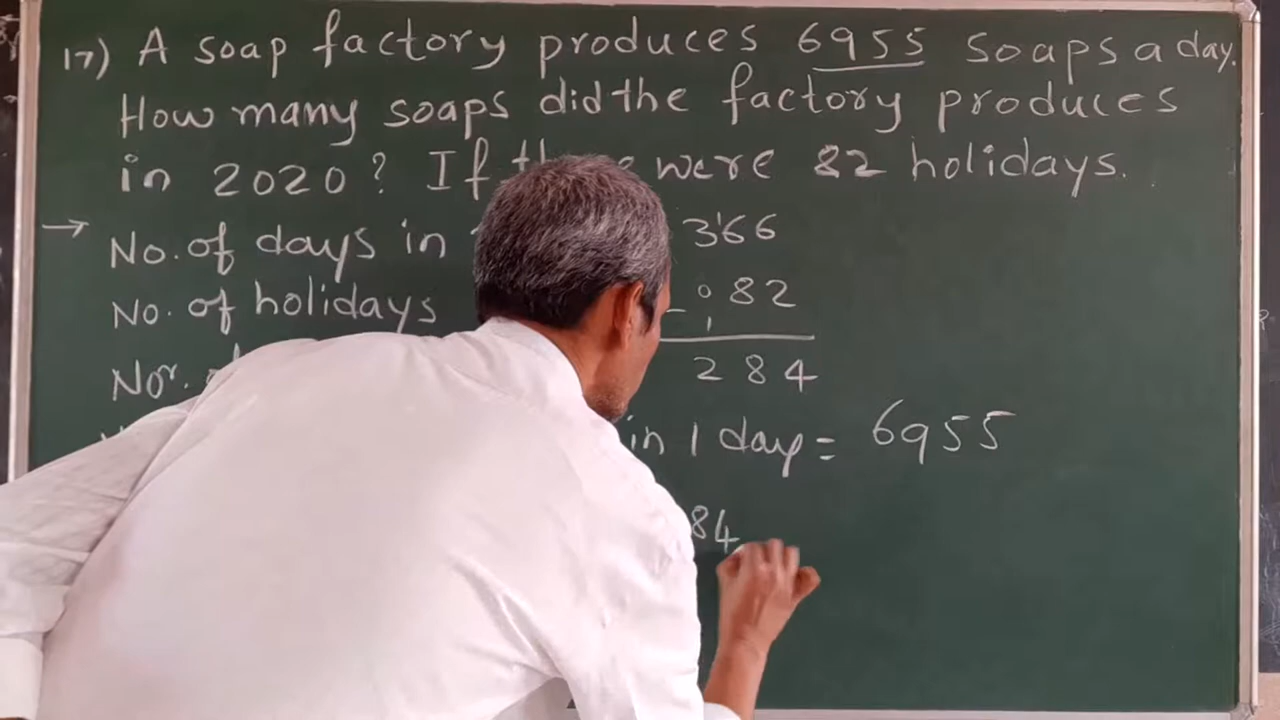 17) A soap factory produces 6955 soaps a day.
How many soaps did the factory produces
in 2020? If were 82 holidays.
→ No. of days in 366
No. of holidays - 082
No. 284
in 1 day = 6955
84